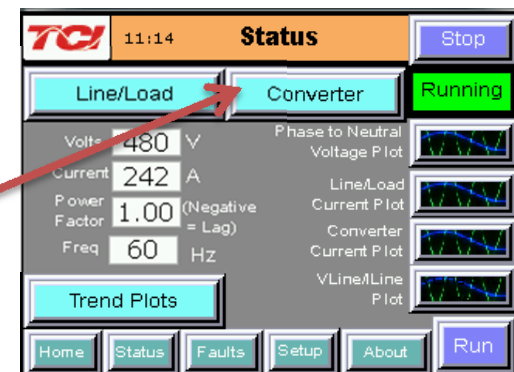 TCI 11:14 Status Stop
Line/Load Converter Running
Volts 480 V
Current 242 A
Power Factor 1.00 (Negative = Lag)
Freq 60 Hz
Phase to Neutral
Voltage Plot
Line/Load
Current Plot
Converter
Current Plot
VLine/ILine
Plot
Trend Plots
Home Status Faults Setup About Run